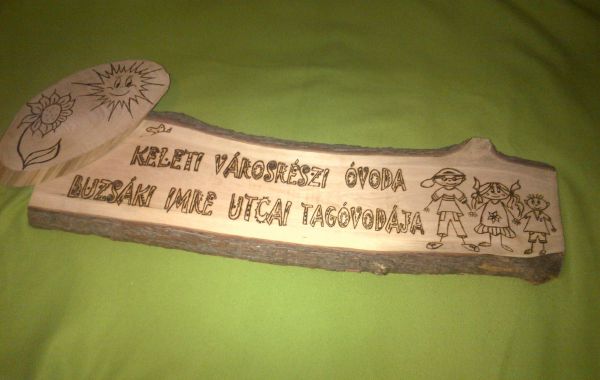 KELETI VÁROSRÉSZI ÓVODA
BUZSÁKI IMRE UTCAI TAGÓVODÁJA